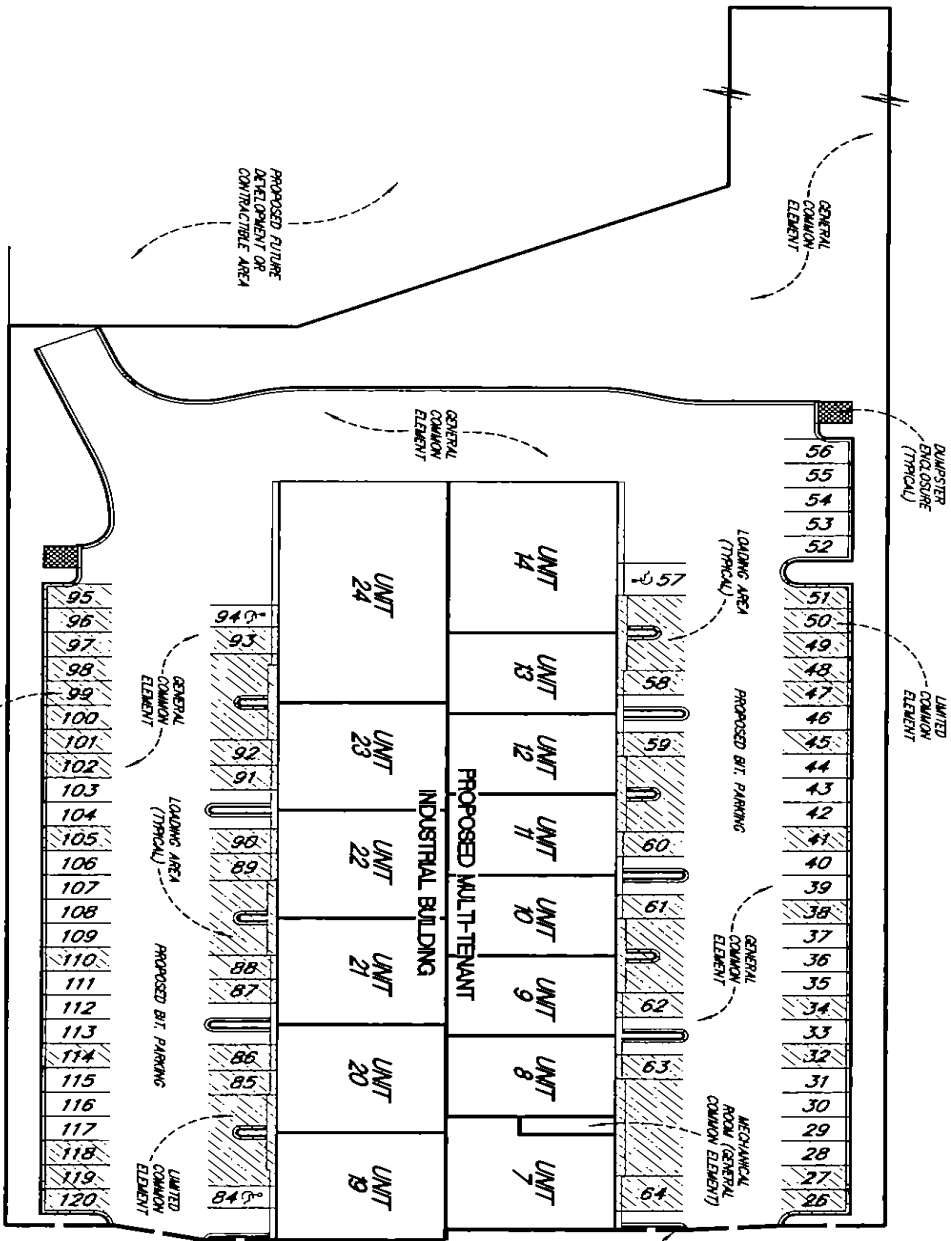 GENERAL
COMMON
ELEMENT
DUMPSTER
ENCLOSURE
(TYPICAL)
LIMITED
COMMON
ELEMENT
PROPOSED FUTURE
DEVELOPMENT OR
CONTRACTIBLE AREA
GENERAL
COMMON
ELEMENT
56
55
54
53
52
51
50
49
48
47
46
45
44
43
42
41
40
39
38
37
36
35
34
33
32
31
30
29
28
27
26
LOADING AREA
(TYPICAL)
PROPOSED BIT. PARKING
GENERAL
COMMON
ELEMENT
MECHANICAL
ROOM (GENERAL
COMMON ELEMENT)
57
58
59
60
61
62
63
64
UNIT
14
UNIT
13
UNIT
12
UNIT
11
UNIT
10
UNIT
9
UNIT
8
UNIT
7
PROPOSED MULTI-TENANT
INDUSTRIAL BUILDING
UNIT
24
UNIT
23
UNIT
22
UNIT
21
UNIT
20
UNIT
19
94
93
92
91
90
89
88
87
86
85
84
GENERAL
COMMON
ELEMENT
LOADING AREA
(TYPICAL)
PROPOSED BIT. PARKING
LIMITED
COMMON
ELEMENT
95
96
97
98
99
100
101
102
103
104
105
106
107
108
109
110
111
112
113
114
115
116
117
118
119
120